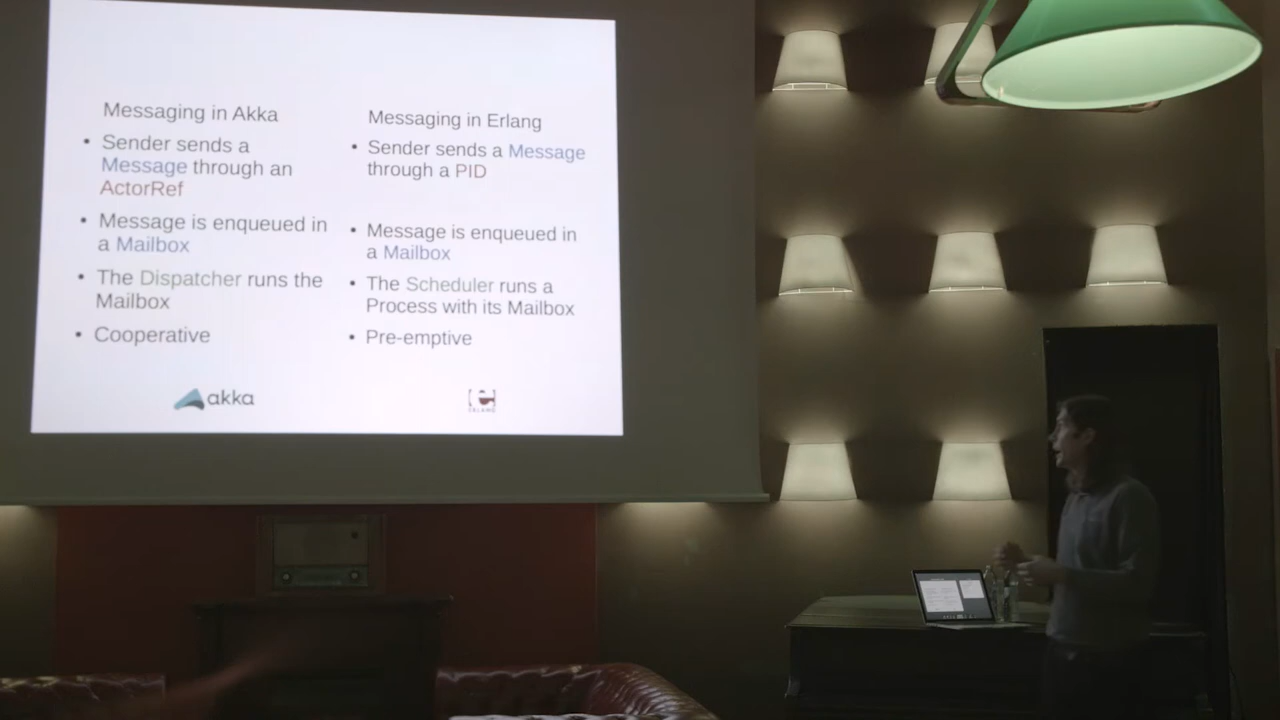 Messaging in Akka
• Sender sends a
Message through an
ActorRef
• Message is enqueued in
a Mailbox
• The Dispatcher runs the
Mailbox
• Cooperative
akka
Messaging in Erlang
• Sender sends a Message
through a PID
• Message is enqueued in
a Mailbox
• The Scheduler runs a
Process with its Mailbox
• Pre-emptive
ERLANG